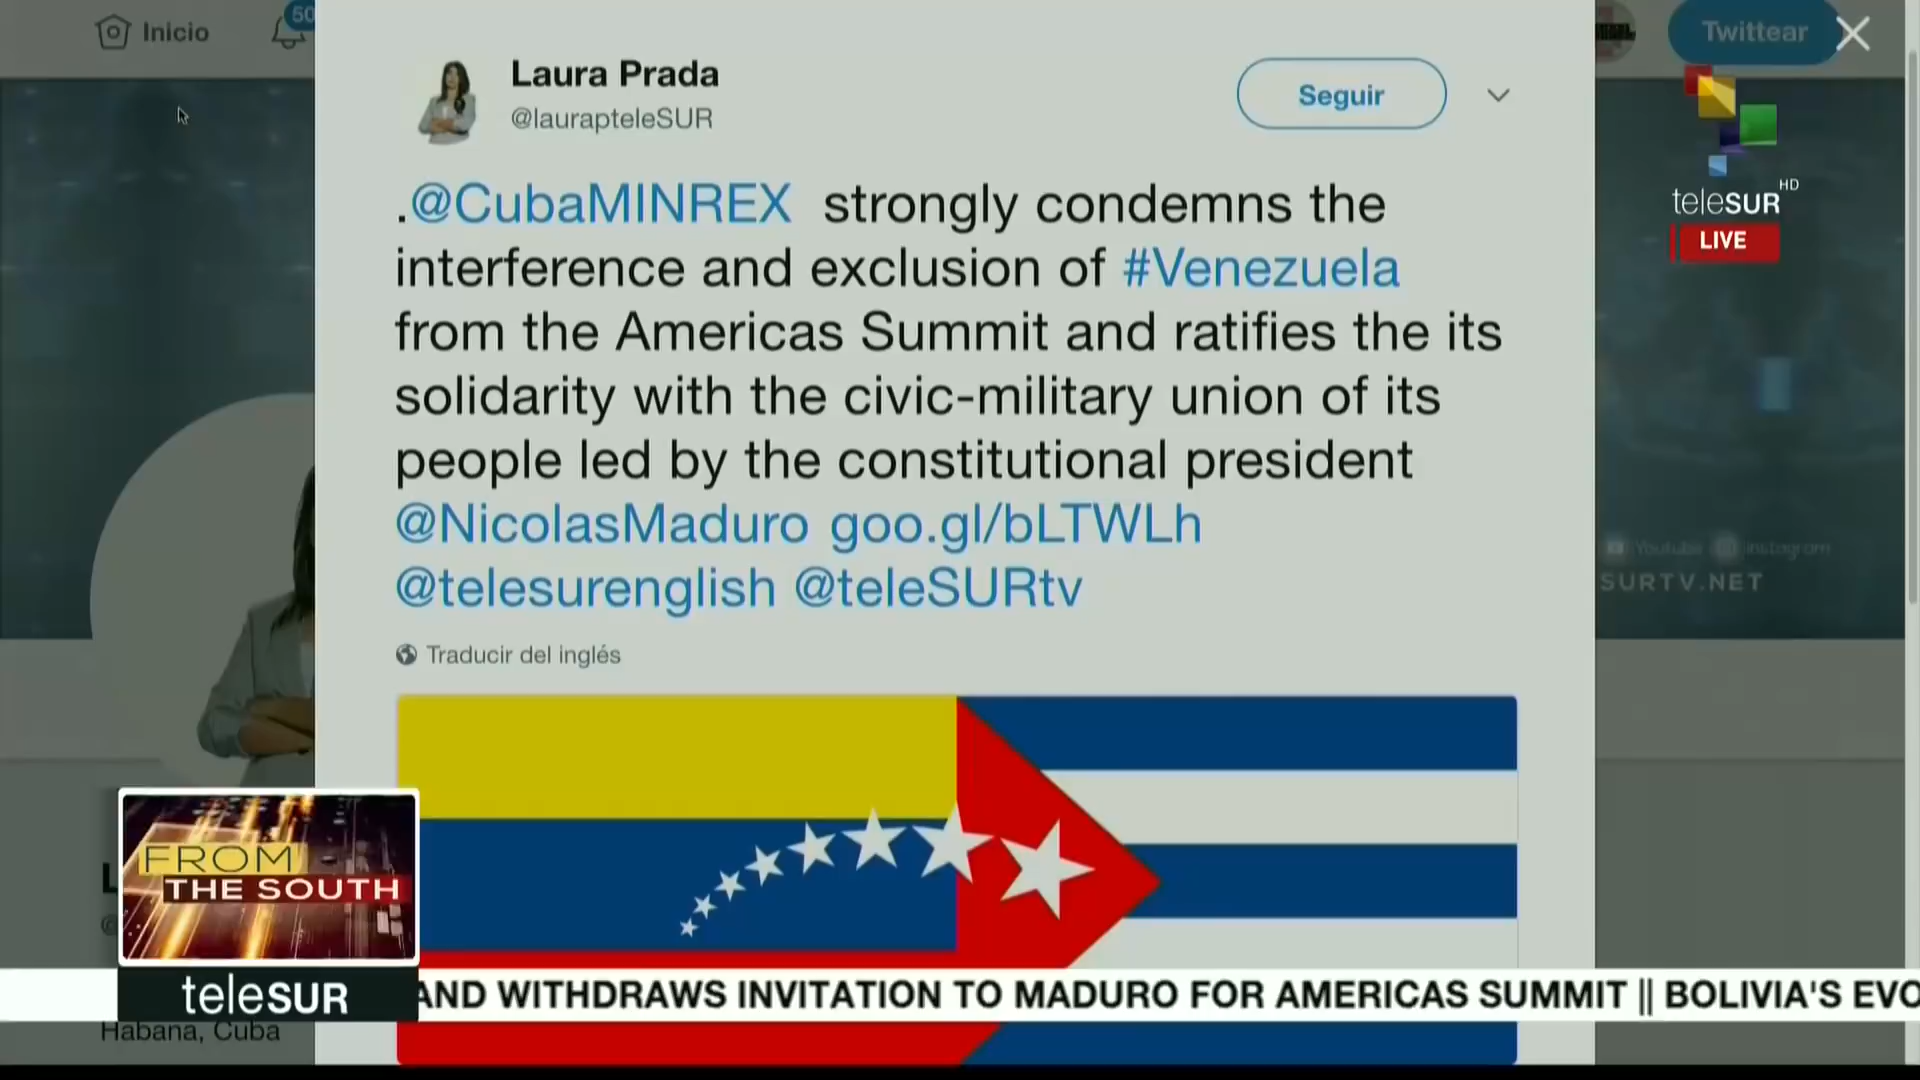 Inicio
50
Twittear
Laura Prada
@laurapteleSUR
Seguir
.@CubaMINREX strongly condemns the
interference and exclusion of #Venezuela
from the Americas Summit and ratifies the its
solidarity with the civic-military union of its
people led by the constitutional president
@NicolasMaduro goo.gl/bLTWLh
@telesurenglish @teleSURtv
Traducir del inglés
teleSUR HD
LIVE
Youtube Instagram
SURTV.NET
FROM
THE SOUTH
teleSUR
AND WITHDRAWS INVITATION TO MADURO FOR AMERICAS SUMMIT || BOLIVIA'S EVO
Habana, Cuba